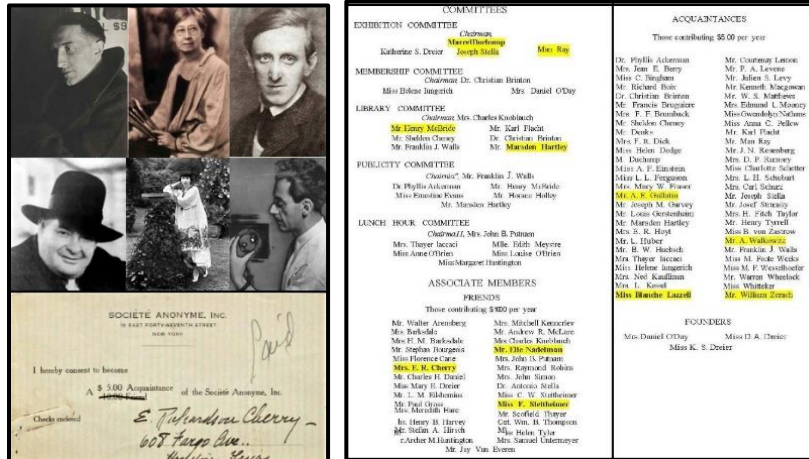 SOCIÉTÉ ANONYME, INC.
19 EAST FORTY-SEVENTH STREET
NEW YORK
Paid
I hereby consent to become
A $ 5.00 Acquaintance of the Société Anonyme, Inc.
Checks enclosed
E. Richardson Cherry
608 Fargo Ave.
COMMITTEES
EXHIBITION COMMITTEE
Chairman,
Marcel Duchamp
Katherine S. Dreier Joseph Stella Man Ray
MEMBERSHIP COMMITTEE
Chairman, Dr. Christian Brinton
Miss Helene Iungerich Mrs. Daniel O'Day
LIBRARY COMMITTEE
Chairman, Mrs. Charles Knoblauch
Mr. Henry McBride Mr. Karl Flacht
Mr. Sheldon Cheney Dr. Christian Brinton
Mr. Franklin J. Walls Mr. Marsden Hartley
PUBLICITY COMMITTEE
Chairman, Mr. Franklin J. Walls
Dr. Phyllis Ackerman Mr. Henry McBride
Miss Ernestine Evans Mr. Horace Holley
Mr. Marsden Hartley
LUNCH HOUR COMMITTEE
Chairman, Mrs. John B. Putnam
Mrs. Thayer Iaccaci Mlle. Edith Meyere
Miss Anne O'Brien Miss Louise O'Brien
Miss Margaret Huntington
ASSOCIATE MEMBERS
FRIENDS
Those contributing per year
Mr. Walter Arensberg Mrs. Mitchell Kennerley
Mrs Barksdale Mr. Andrew R. McLane
Mrs. H. M. Barksdale Mrs Charles Knoblauch
Mr. Stephan Bourgeois Mr. Elie Nadelman
Miss Florence Cane Mrs. John B. Putnam
Mrs. E. R. Cherry Mrs. Raymond Robins
Mr. Charles H. Daniel Mrs. John Simon
Miss Mary E. Dreier Dr. Antonio Stella
Mr. L. M. Eilshemius Miss C. W. Stettheimer
Mr. Paul Gross Miss F. Stettheimer
Mrs. Meredith Hare Mr. Scofield Thayer
Henry B. Harvey Wm. B. Thompson
Mr. Stefan A. Hirsch Miss Helen Tyler
Archer M. Huntington Mrs. Samuel Untermeyer
Mr. Jay Van Everen
ACQUAINTANCES
Those contributing $5.00 per year
Dr. Phyllis Ackerman Mr. Courtenay Lemon
Mrs. Jean E. Berry Mr. P. A. Levene
Miss C. Bingham Mr. Julien S. Levy
Mr. Richard Boix Mr. Kenneth Macgowan
Dr. Christian Brinton Mr. W. S. Matthews
Mr. Francis Bruguiere Mrs. Edmund L. Mooney
Mrs. F. F. Brumback Miss Gwendolyn Nathans
Mr. Sheldon Cheney Miss Anna C. Pellew
Mr. Denks Mr. Karl Flacht
Mrs. F. R. Dick Mr. Man Ray
Miss Helen Dodge Mr. J. N. Rosenberg
M. Duchamp Mrs. D. P. Rumsey
Miss A. F. Einstein Miss Charlotte Schetter
Miss L. L. Ferguson Mrs. L. H. Schubart
Mrs. Mary W. Fraser Mrs. Carl Schurz
Mr. A. E. Gallatin Mr. Joseph Stella
Mr. Joseph M. Garvey Mr. Josef Stransky
Mr. Louis Gerstenheim Mrs. H. Fitch Taylor
Mr. Marsden Hartley Mr. Henry Tyrrell
Mrs. E. R. Hoyt Miss B. von Zastrow
Mr. L. Huber Mr. A. Walkowitz
Mr. B. W. Huebsch Mr. Franklin J. Walls
Mrs Thayer Iaccaci Miss M. Foote Weeks
Miss Helene Iungerich Miss M. F. Wesselhoefer
Mrs. Ned Kauffman Mr. Warren Wheelock
Mrs. L. Kessel Miss Whitteker
Miss Blanche Lazzell Mr. William Zorach
FOUNDERS
Mrs. Daniel O'Day Miss D. A. Dreier
Miss K. S. Dreier